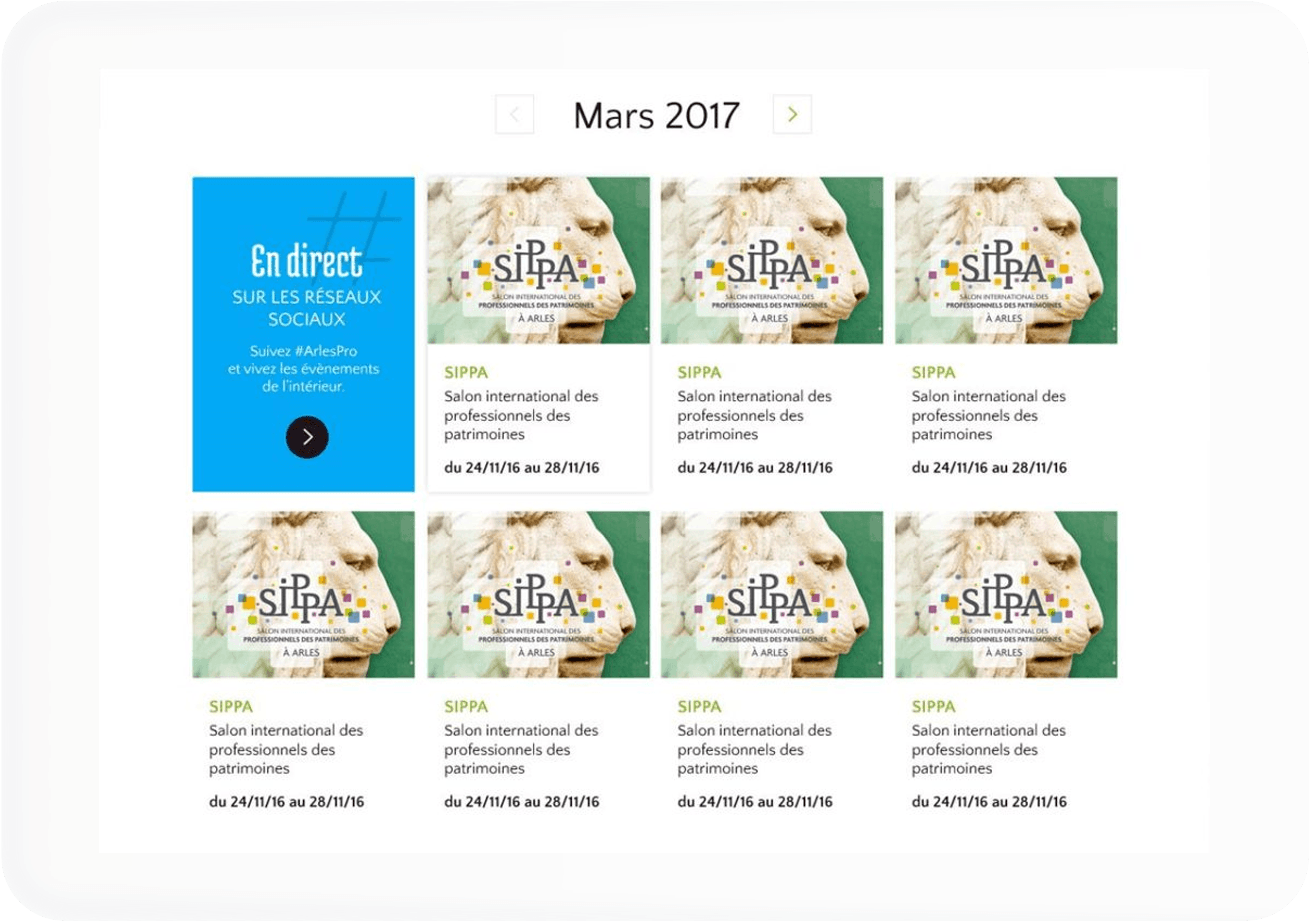 Mars 2017
En direct
SUR LES RÉSEAUX
SOCIAUX
Suivez #ArlesPro
et vivez les évènements
de l'intérieur.
SiPPA
SALON INTERNATIONAL DES
PROFESSIONNELS DES PATRIMOINES
À ARLES
SIPPA
Salon international des
professionnels des
patrimoines
du 24/11/16 au 28/11/16
SiPPA
SALON INTERNATIONAL DES
PROFESSIONNELS DES PATRIMOINES
À ARLES
SIPPA
Salon international des
professionnels des
patrimoines
du 24/11/16 au 28/11/16
SiPPA
SALON INTERNATIONAL DES
PROFESSIONNELS DES PATRIMOINES
À ARLES
SIPPA
Salon international des
professionnels des
patrimoines
du 24/11/16 au 28/11/16
SiPPA
SALON INTERNATIONAL DES
PROFESSIONNELS DES PATRIMOINES
À ARLES
SIPPA
Salon international des
professionnels des
patrimoines
du 24/11/16 au 28/11/16
SiPPA
SALON INTERNATIONAL DES
PROFESSIONNELS DES PATRIMOINES
À ARLES
SIPPA
Salon international des
professionnels des
patrimoines
du 24/11/16 au 28/11/16
SiPPA
SALON INTERNATIONAL DES
PROFESSIONNELS DES PATRIMOINES
À ARLES
SIPPA
Salon international des
professionnels des
patrimoines
du 24/11/16 au 28/11/16
SiPPA
SALON INTERNATIONAL DES
PROFESSIONNELS DES PATRIMOINES
À ARLES
SIPPA
Salon international des
professionnels des
patrimoines
du 24/11/16 au 28/11/16